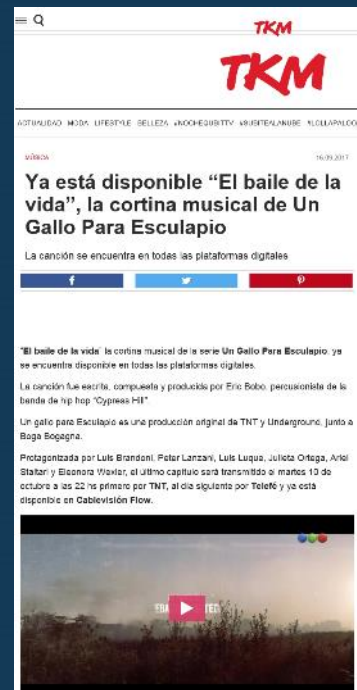 TKM
TKM
ACTUALIDAD MODA LIFESTYLE BELLEZA #NOCHEQUBITTV #SUBITEALANUBE #LOLLAPALOO
MÚSICA
Ya está disponible “El baile de la
vida”, la cortina musical de Un
Gallo Para Esculapio
La canción se encuentra en todas las plataformas digitales
"El baile de la vida" la cortina musical de la serie Un Gallo Para Esculapio, ya
se encuentra disponible en todas las plataformas digitales.
La canción fue escrita, compuesta y producida por Eric Bobo, percusionista de la
banda de hip hop "Cypress Hill".
Un gallo para Esculapio es una producción original de TNT y Underground, junto a
Boga Bogagna.
Protagonizada por Luis Brandoni, Peter Lanzani, Luis Luque, Julieta Ortega, Ariel
Staltari y Eleonora Wexler, el último capítulo será transmitido el martes 10 de
octubre a las 22 hs primero por TNT, al día siguiente por Telefé y ya está
disponible en Cablevisión Flow.